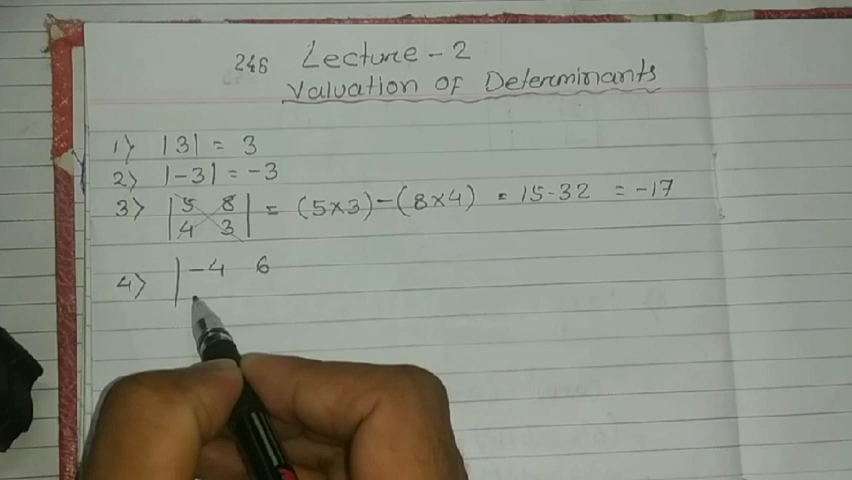 246 Lecture - 2
Valuation OF Determinants
1) |3| = 3
2) |-3| = -3
3) |5 8| = (5×3)-(8×4) = 15-32 = -17
|4 3|
4) |-4 6